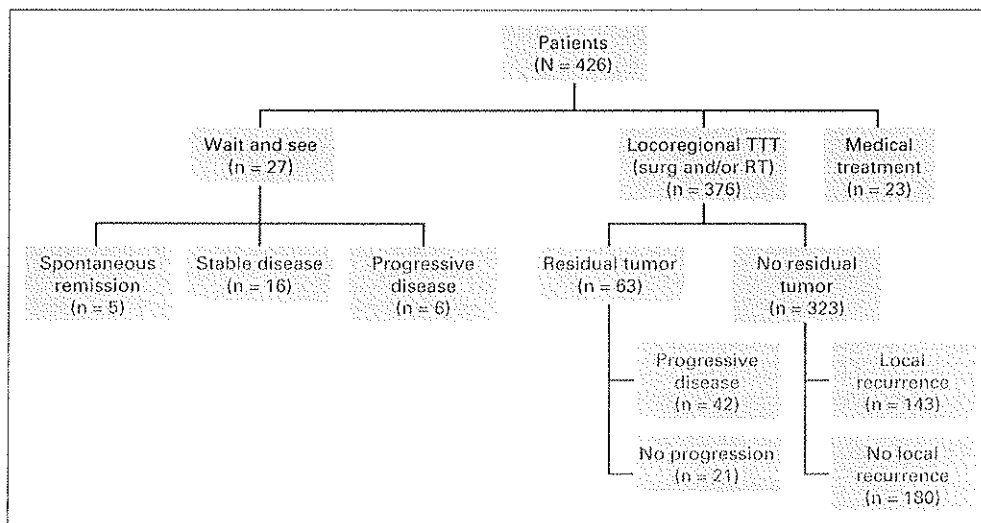 Patients
(N = 426)
Wait and see
(n = 27)
Locoregional TTT
(surg and/or RT)
n = 376)
Medical
treatment
(n = 23)
Spontaneous
remission
(n = 5)
Stable disease
(n = 16)
Progressive
disease
(n = 6)
Residual tumor
(n = 63)
No residual
tumor
(n = 323)
Progressive
disease
(n = 42)
Local
recurrence
(n = 143)
No progression
(n = 21)
No local
recurrence
(n = 180)